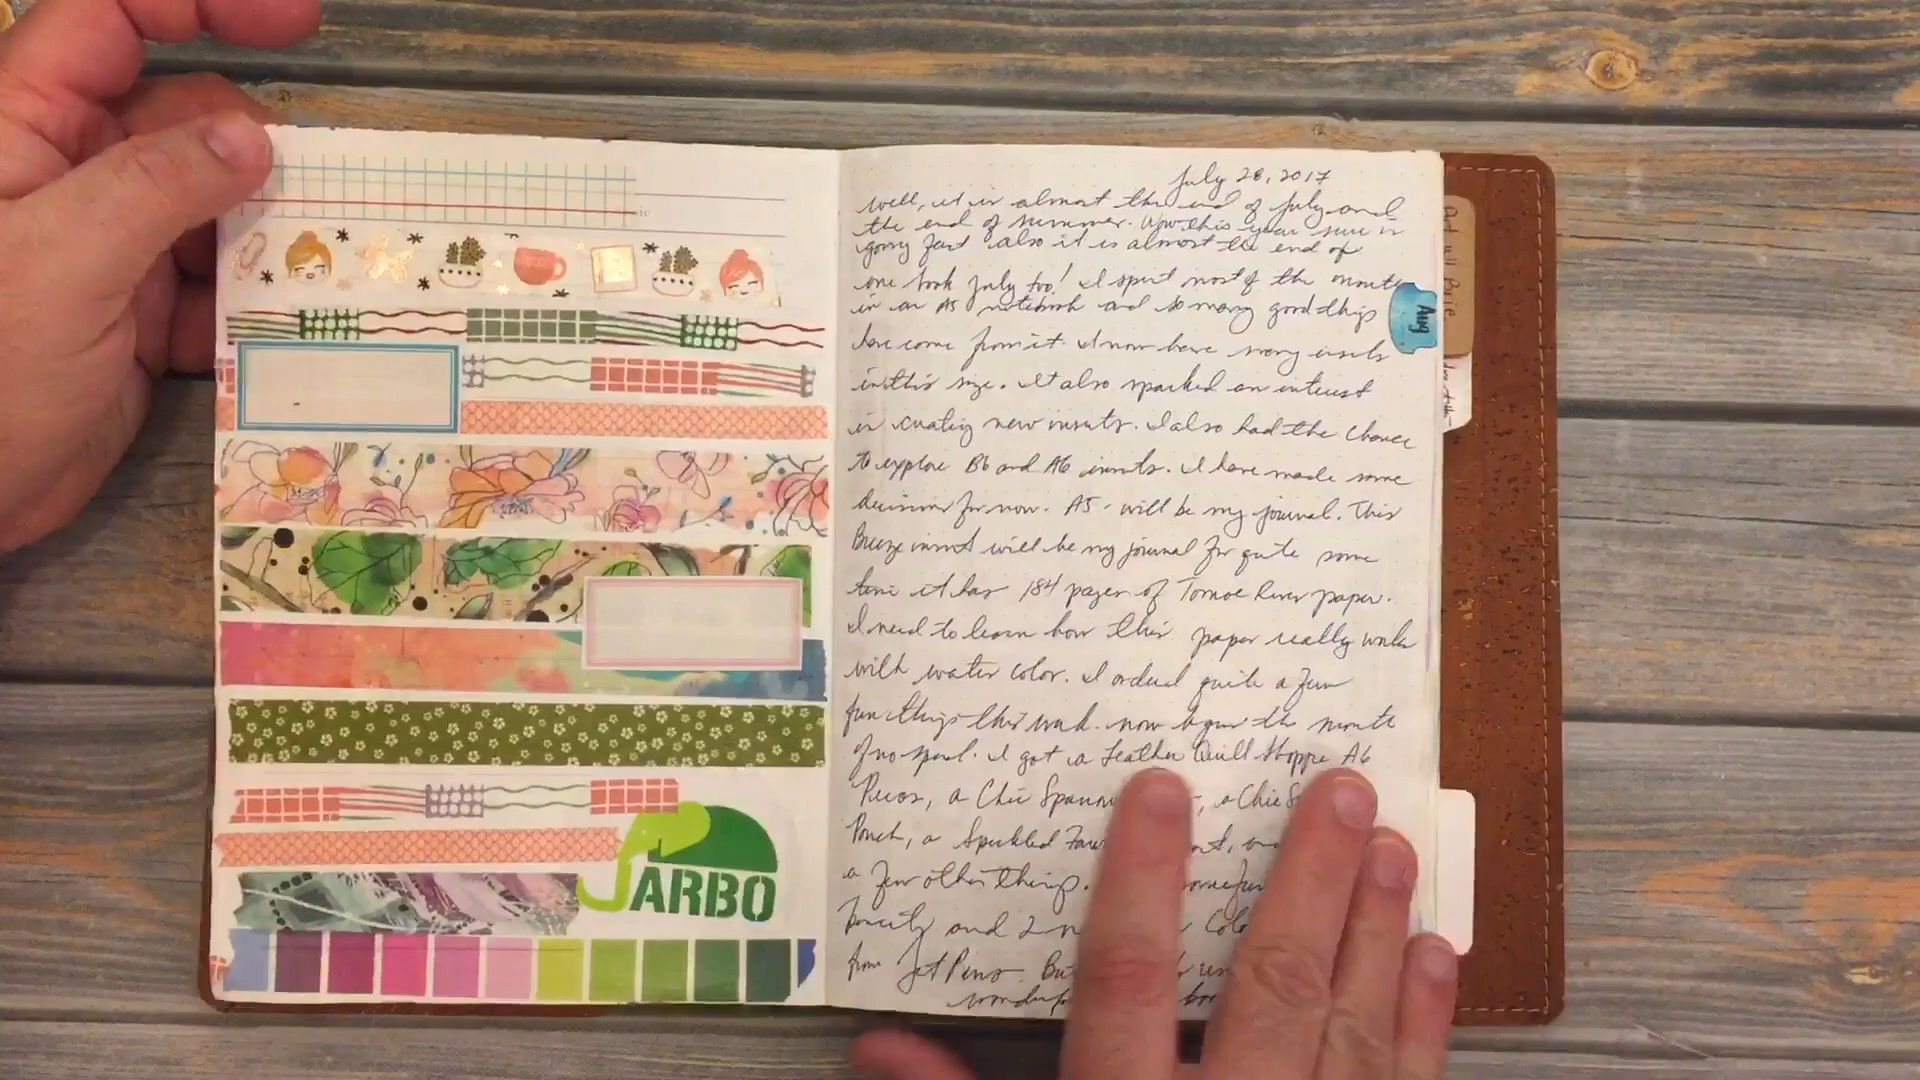 JARBO
July 28, 2017
well, it is almost the end of July and
the end of summer. Wow this year sure is
going fast also it is almost the end of
one book July too! I spent most of the month
in an A5 notebook and so many good things
have come from it. I now have many inserts
in this size. It also sparked an interest
in creating new inserts. I also had the chance
to explore B6 and A6 inserts. I have made some
decisions for now. A5 - will be my journal. This
Breeze insert will be my journal for quite some
time it has 184 pages of Tomoe River paper.
I need to learn how this paper really works
with water color. I ordered quite a few
fun things this week. now begins the month
of no spend. I got a Feather Quill Shoppe A6
Picos, a Chic Sparrow , a Chic
Pouch, a Speckled Fawn
a few other things.
and 2
from Jet Pens. But
Aug